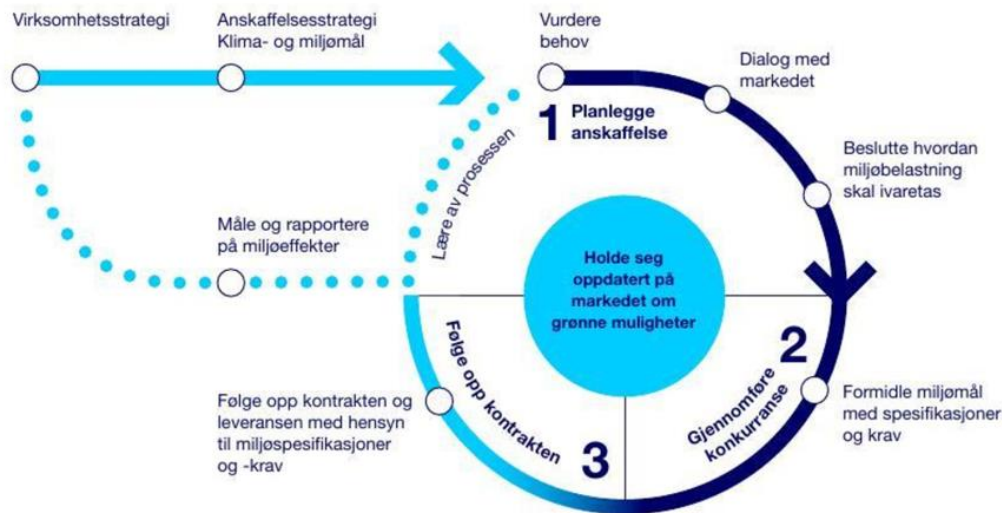 Virksomhetsstrategi
Anskaffelsesstrategi
Klima- og miljømål
Vurdere
behov
Dialog med
markedet
1 Planlegge
anskaffelse
Beslutte hvordan
miljøbelastning
skal ivaretas
Lære av prosessen
Måle og rapportere
på miljøeffekter
Holde seg
oppdatert på
markedet om
grønne muligheter
2
Gjennomføre
konkurranse
Formidle miljømål
med spesifikasjoner
og krav
3
Følge opp kontrakten
Følge opp kontrakten og
leveransen med hensyn
til miljøspesifikasjoner
og -krav